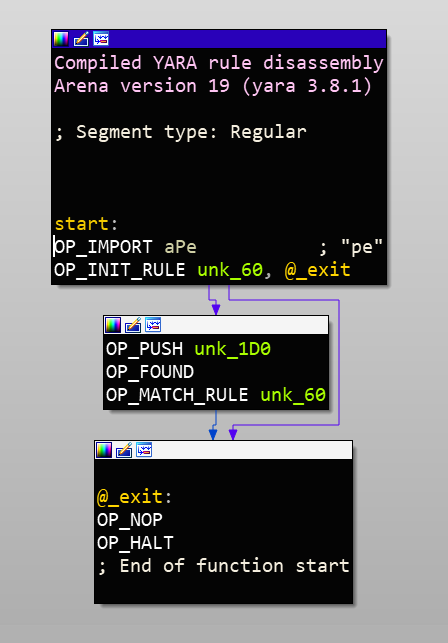 Compiled YARA rule disassembly
Arena version 19 (yara 3.8.1)
; Segment type: Regular
start:
OP_IMPORT aPe ; "pe"
OP_INIT_RULE unk_60, @_exit
OP_PUSH unk_1D0
OP_FOUND
OP_MATCH_RULE unk_60
@_exit:
OP_NOP
OP_HALT
; End of function start